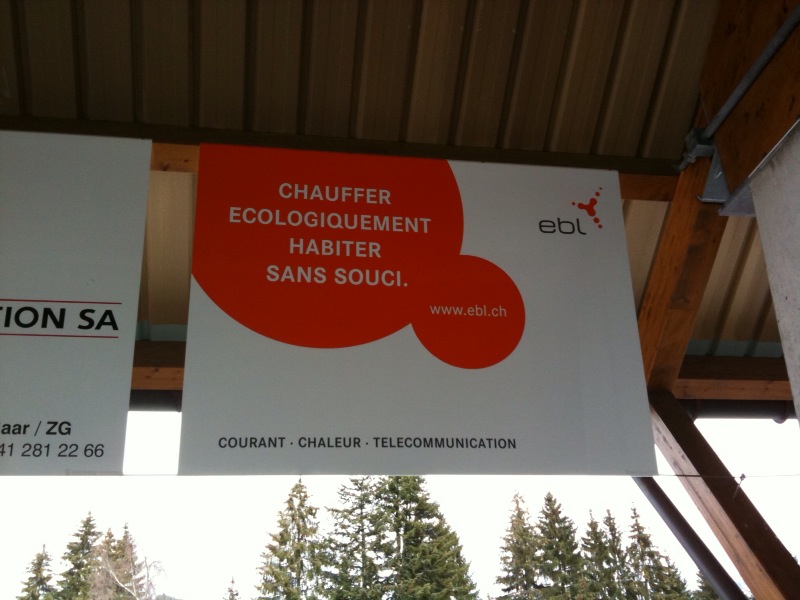 TION SA
aar / ZG
41 281 22 66
CHAUFFER
ECOLOGIQUEMENT
HABITER
SANS SOUCI.
www.ebl.ch
ebl
COURANT · CHALEUR · TELECOMMUNICATION